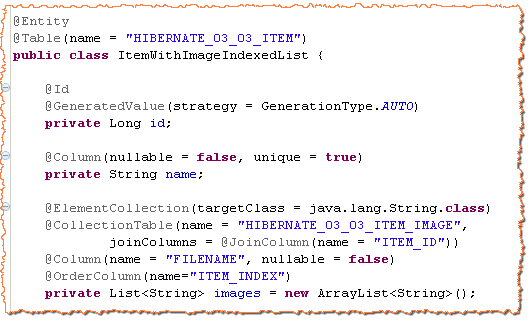 @Entity
@Table(name = "HIBERNATE_03_03_ITEM")
public class ItemWithImageIndexedList {
@Id
@GeneratedValue(strategy = GenerationType.AUTO)
private Long id;
@Column(nullable = false, unique = true)
private String name;
@ElementCollection(targetClass = java.lang.String.class)
@CollectionTable(name = "HIBERNATE_03_03_ITEM_IMAGE",
joinColumns = @JoinColumn(name = "ITEM_ID"))
@Column(name = "FILENAME", nullable = false)
@OrderColumn(name="ITEM_INDEX")
private List<String> images = new ArrayList<String>();